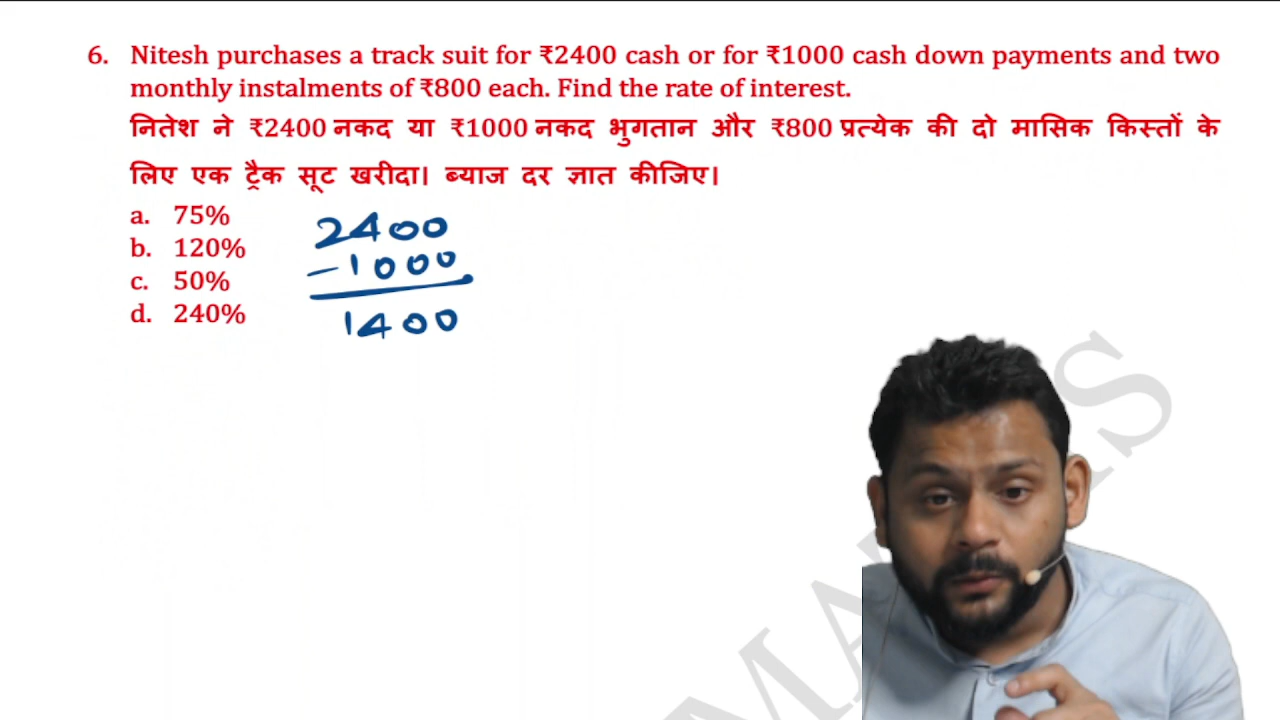 6. Nitesh purchases a track suit for ₹2400 cash or for ₹1000 cash down payments and two
monthly instalments of ₹800 each. Find the rate of interest.
नितेश ने ₹2400 नकद या ₹1000 नकद भुगतान और ₹800 प्रत्येक की दो मासिक किस्तों के
लिए एक ट्रैक सूट खरीदा। ब्याज दर ज्ञात कीजिए।
a. 75%
b. 120%
c. 50%
d. 240%
2400
-1000
1400